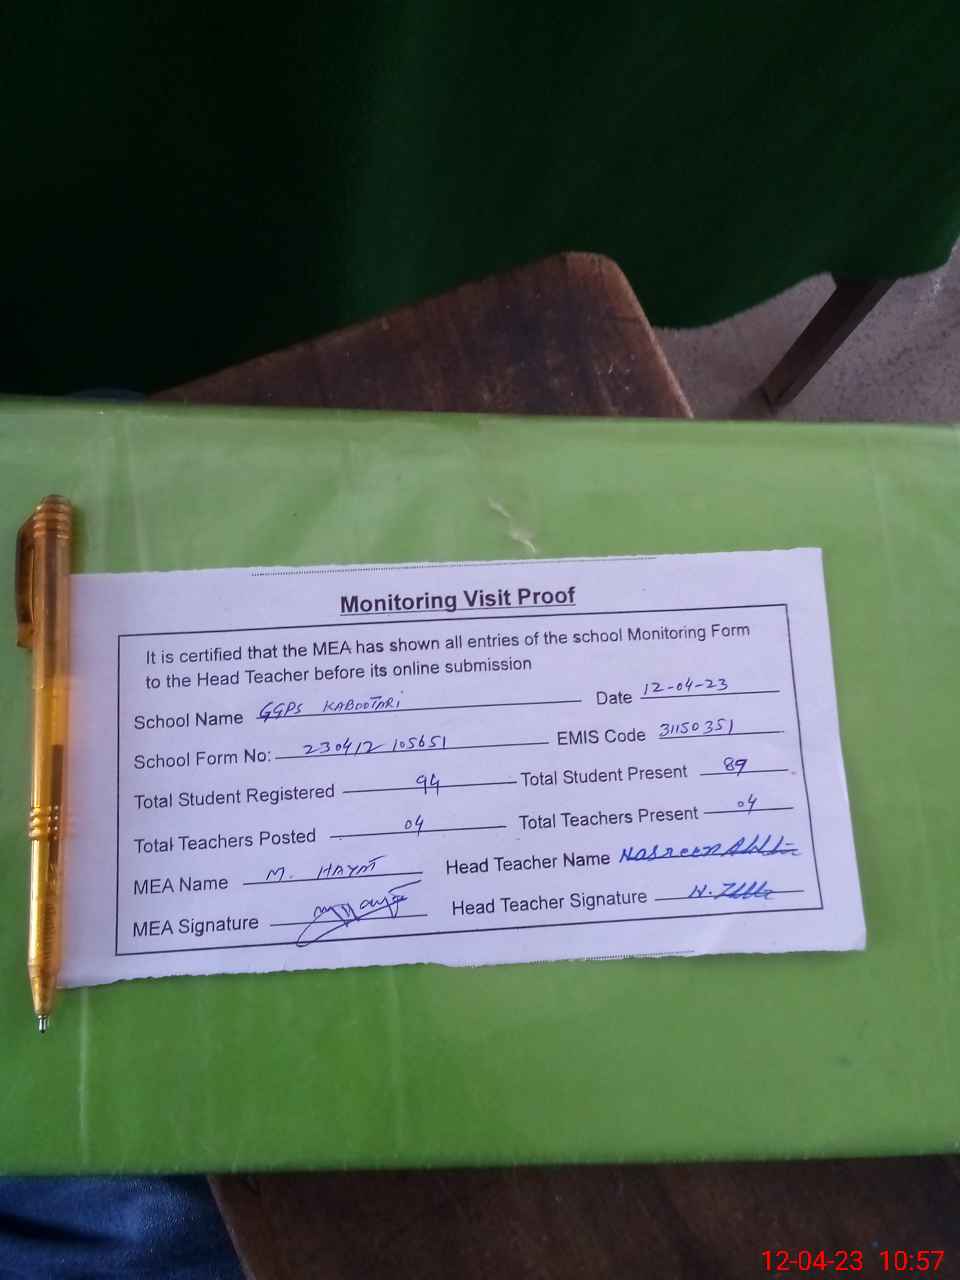 Monitoring Visit Proof
It is certified that the MEA has shown all entries of the school Monitoring Form
to the Head Teacher before its online submission
School Name GGPS KABOOTARI Date 12-04-23
School Form No: 230412105651 EMIS Code 31150351
Total Student Registered 94 Total Student Present 89
Total Teachers Posted 04 Total Teachers Present 04
MEA Name M. HAYAT Head Teacher Name Nasreen
MEA Signature Head Teacher Signature N.
12-04-23 10:57